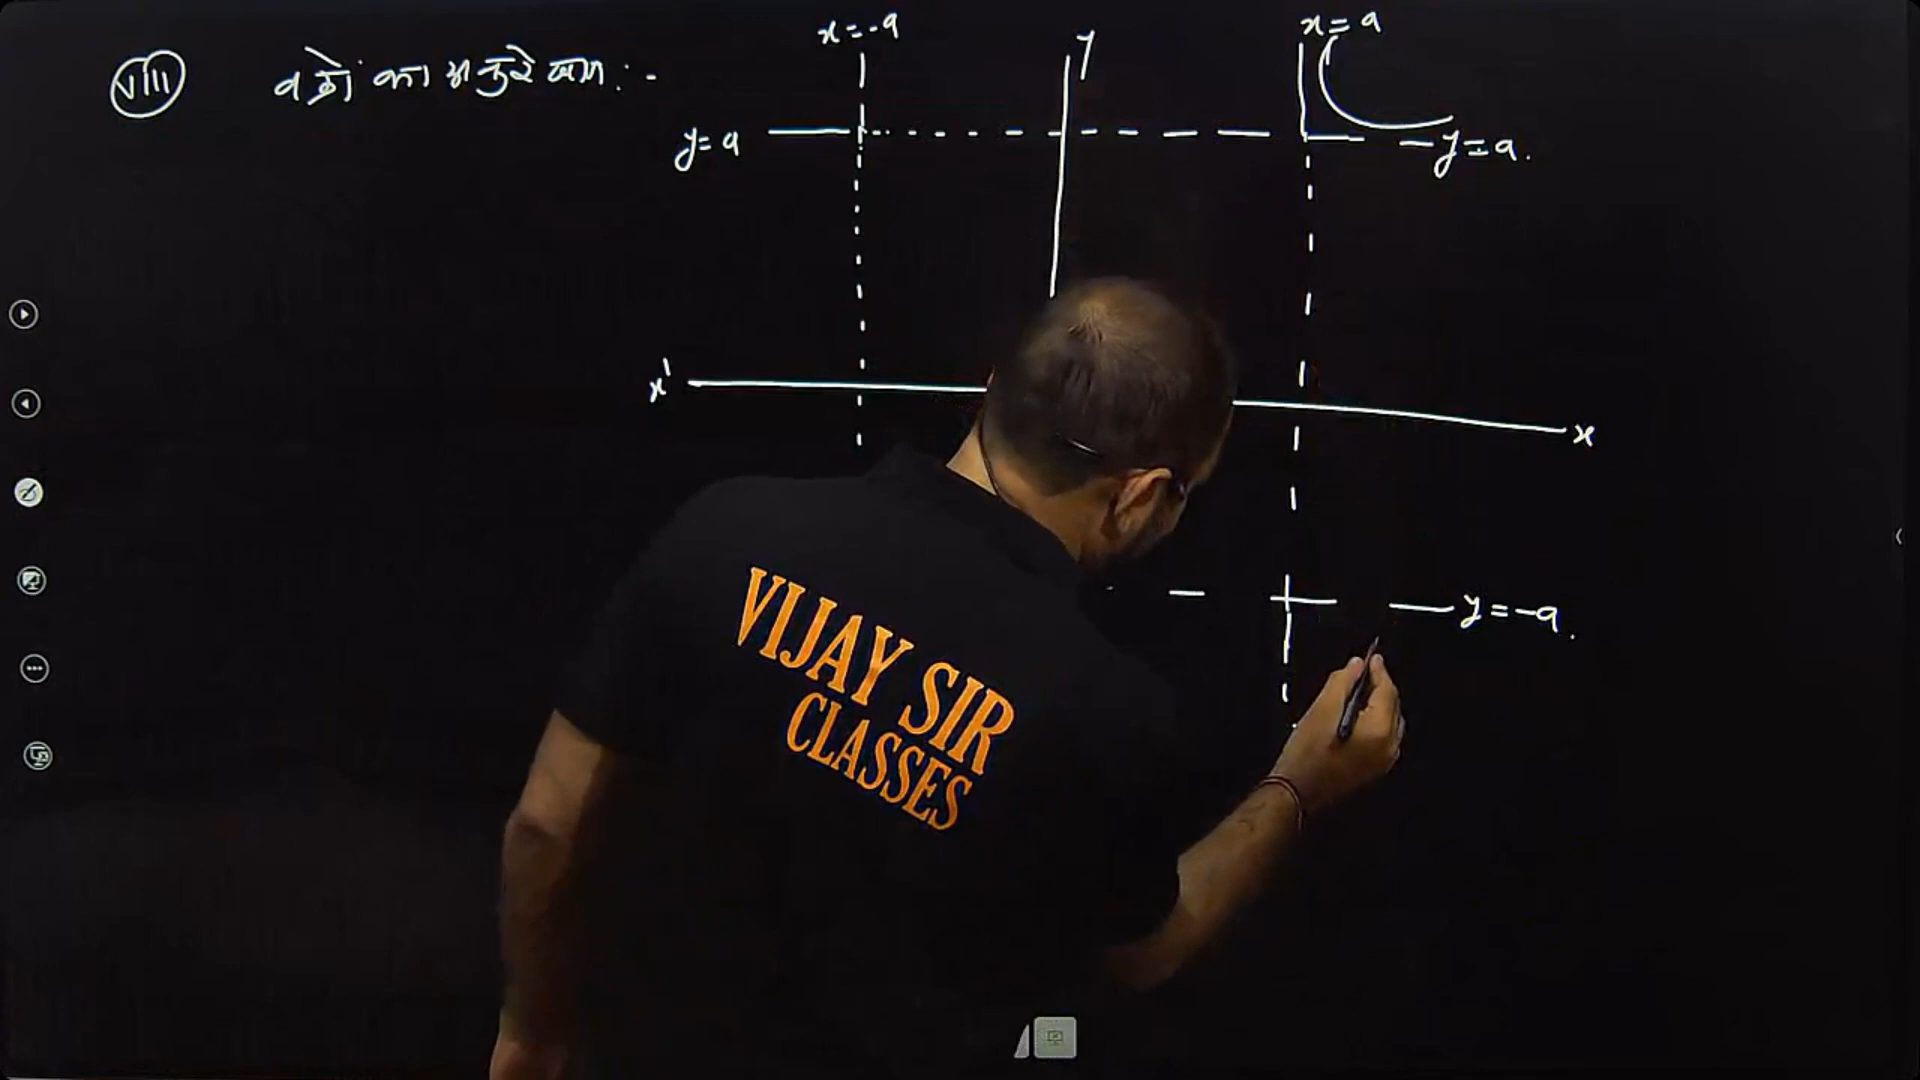 VIII वक्रों का अनुरेखण :-
x = -a
y
x = a
y = a
y = a.
x'
x
y = -a.
VIJAY SIR
CLASSES